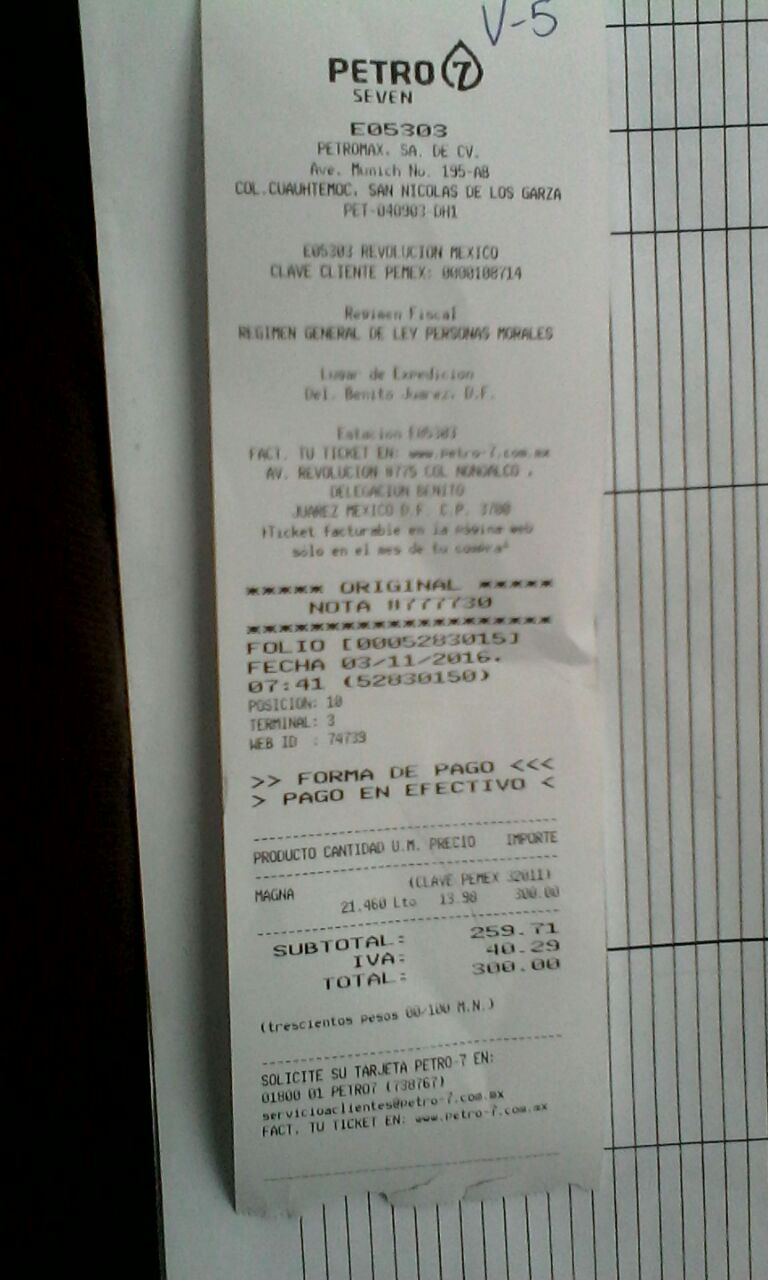 V-5
PETRO 7
SEVEN
E05303
PETROMAX, SA. DE CV.
Ave. Munich No. 195-AB
COL.CUAUHTEMOC, SAN NICOLAS DE LOS GARZA
PET-040903-DH1
E05303 REVOLUCION MEXICO
CLAVE CLIENTE PEMEX: 0000108714
Regimen Fiscal
REGIMEN GENERAL DE LEY PERSONAS MORALES
Lugar de Expedicion
Del. Benito Juarez, D.F.
Estacion E05303
FACT. TU TICKET EN: www.petro-7.com.mx
AV. REVOLUCION #775 COL NONOALCO ,
DELEGACION BENITO
JUAREZ MEXICO D.F. C.P. 3700
*Ticket facturable en la pagina web
solo en el mes de tu compra*
***** ORIGINAL *****
NOTA #777730
*********************
FOLIO [0005283015]
FECHA 03/11/2016.
07:41 (52830150)
POSICION: 10
TERMINAL: 3
WEB ID : 74739
>> FORMA DE PAGO <<<
> PAGO EN EFECTIVO <
PRODUCTO CANTIDAD U.M. PRECIO IMPORTE
MAGNA (CLAVE PEMEX 32011)
21.460 Lto 13.98 300.00
SUBTOTAL: 259.71
IVA: 40.29
TOTAL: 300.00
(trescientos pesos 00/100 M.N.)
SOLICITE SU TARJETA PETRO-7 EN:
01800 01 PETRO7 (738767)
servicioaclientes@petro-7.com.mx
FACT. TU TICKET EN: www.petro-7.com.mx